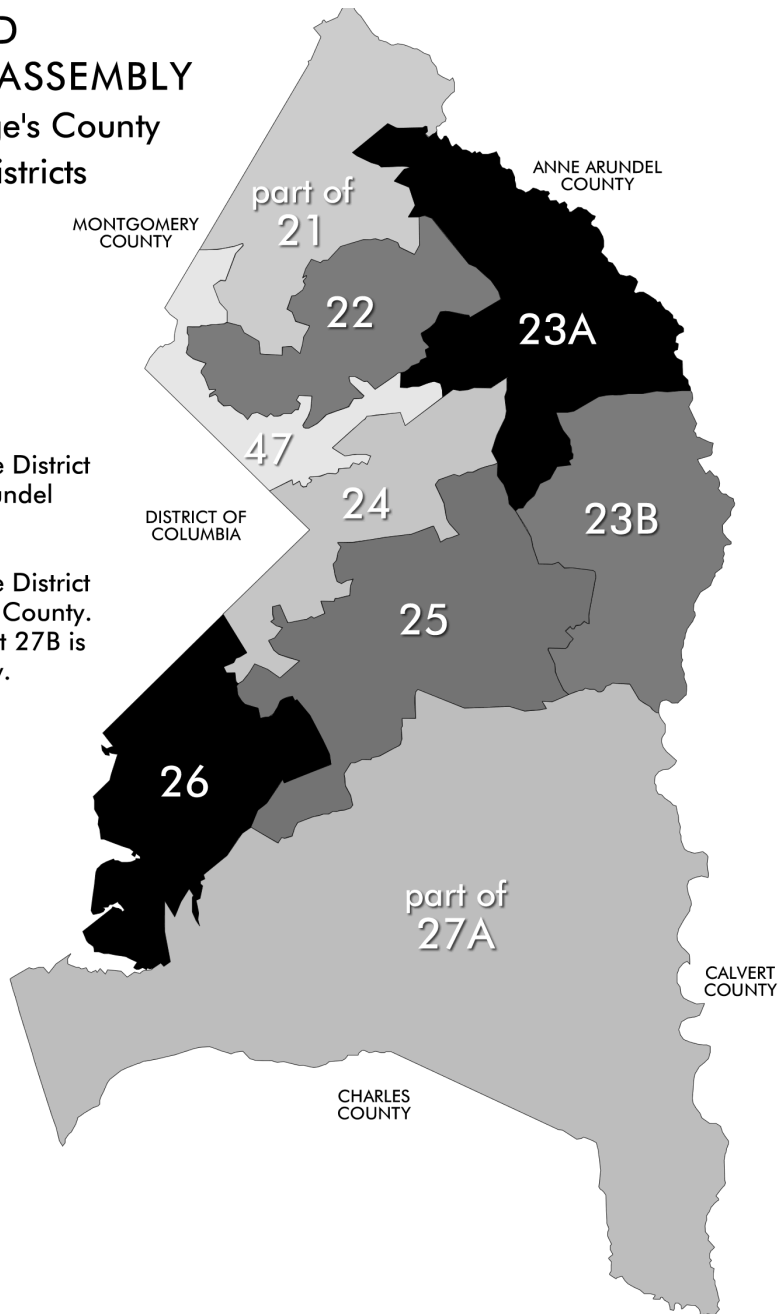 D
ASSEMBLY
ge's County
istricts
ANNE ARUNDEL
COUNTY
part of
21
MONTGOMERY
COUNTY
22
23A
47
e District
undel
24
23B
DISTRICT OF
COLUMBIA
e District
County.
t 27B is
y.
25
26
part of
27A
CALVERT
COUNTY
CHARLES
COUNTY